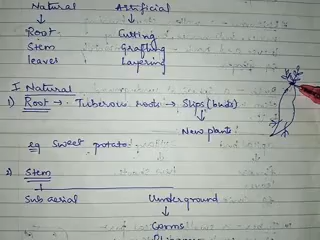 Natural Artificial
↓ ↓
Root. Cutting
Stem Grafting
leaves Layering
I Natural
1) Root → Tuberous roots → Slips (buds)
↓
New plants
eg Sweet potato
2) Stem
Sub aerial Underground
↓
Corms